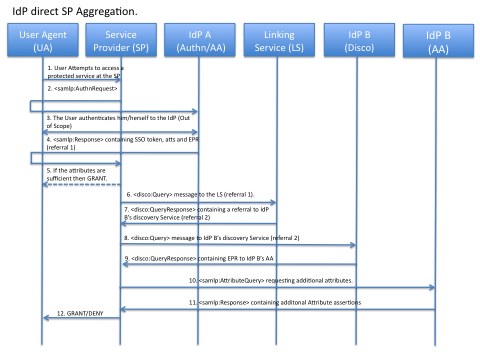 IdP direct SP Aggregation.
User Agent
(UA)
Service
Provider (SP)
IdP A
(Authn/AA)
Linking
Service (LS)
IdP B
(Disco)
IdP B
(AA)
1. User Attempts to access a
protected service at the SP
2. <samlp:AuthnRequest>
3. The User authenticates him/herself to the IdP (Out
of Scope)
4. <samlp:Response> containing SSO token, atts and EPR
(referral 1)
5. If the attributes are
sufficient then GRANT.
6. <disco:Query> message to the LS (referral 1).
7. <disco:QueryResponse> containing a referral to IdP
B's discovery Service (referral 2)
8. <disco:Query> message to IdP B's discovery Service (referral 2)
9. <disco:QueryResponse> containing EPR to IdP B's AA
10. <samlp:AttributeQuery> requesting additional attributes.
11. <samlp:Response> containing additonal Attribute assertions
12. GRANT/DENY